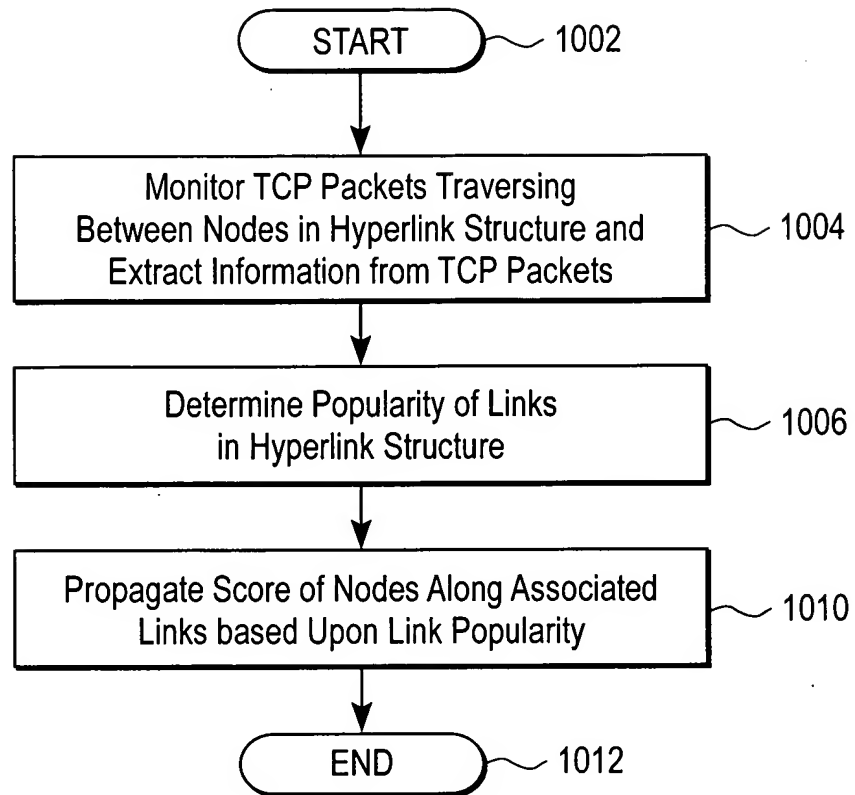 START
1002
Monitor TCP Packets Traversing
Between Nodes in Hyperlink Structure and
Extract Information from TCP Packets
1004
Determine Popularity of Links
in Hyperlink Structure
1006
Propagate Score of Nodes Along Associated
Links based Upon Link Popularity
1010
END
1012